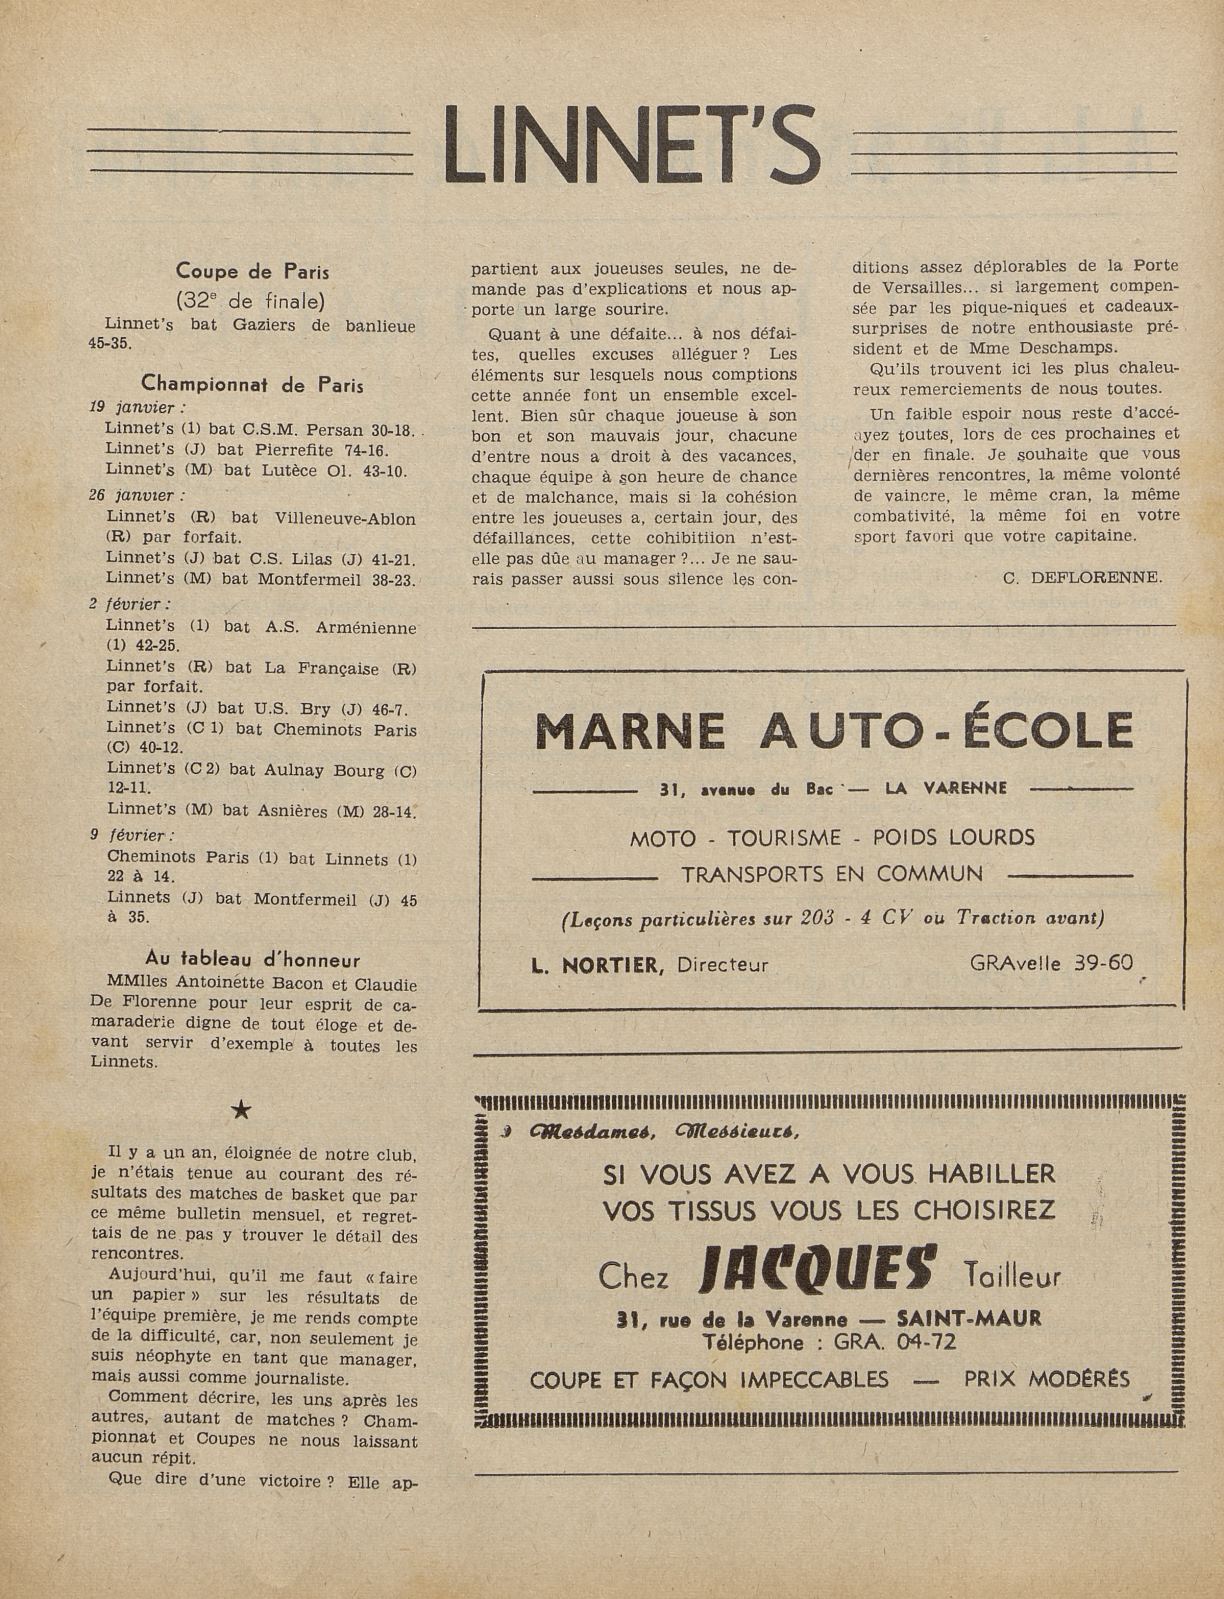 LINNET'S
Coupe de Paris
(32e de finale)
Linnet's bat Gaziers de banlieue
45-35.
Championnat de Paris
19 janvier :
Linnet's (1) bat C.S.M. Persan 30-18.
Linnet's (J) bat Pierrefite 74-16.
Linnet's (M) bat Lutèce Ol. 43-10.
26 janvier :
Linnet's (R) bat Villeneuve-Ablon
(R) par forfait.
Linnet's (J) bat C.S. Lilas (J) 41-21.
Linnet's (M) bat Montfermeil 38-23.
2 février :
Linnet's (1) bat A.S. Arménienne
(1) 42-25.
Linnet's (R) bat La Française (R)
par forfait.
Linnet's (J) bat U.S. Bry (J) 46-7.
Linnet's (C 1) bat Cheminots Paris
(C) 40-12.
Linnet's (C 2) bat Aulnay Bourg (C)
12-11.
Linnet's (M) bat Asnières (M) 28-14.
9 février :
Cheminots Paris (1) bat Linnets (1)
22 à 14.
Linnets (J) bat Montfermeil (J) 45
à 35.
Au tableau d'honneur
MMlles Antoinette Bacon et Claudie
De Florenne pour leur esprit de ca-
maraderie digne de tout éloge et de-
vant servir d'exemple à toutes les
Linnets.
★
Il y a un an, éloignée de notre club,
je n'étais tenue au courant des ré-
sultats des matches de basket que par
ce même bulletin mensuel, et regret-
tais de ne pas y trouver le détail des
rencontres.
Aujourd'hui, qu'il me faut « faire
un papier » sur les résultats de
l'équipe première, je me rends compte
de la difficulté, car, non seulement je
suis néophyte en tant que manager,
mais aussi comme journaliste.
Comment décrire, les uns après les
autres, autant de matches ? Cham-
pionnat et Coupes ne nous laissant
aucun répit.
Que dire d'une victoire ? Elle ap-
partient aux joueuses seules, ne de-
mande pas d'explications et nous ap-
porte un large sourire.
Quant à une défaite... à nos défai-
tes, quelles excuses alléguer ? Les
éléments sur lesquels nous comptions
cette année font un ensemble excel-
lent. Bien sûr chaque joueuse à son
bon et son mauvais jour, chacune
d'entre nous a droit à des vacances,
chaque équipe à son heure de chance
et de malchance, mais si la cohésion
entre les joueuses a, certain jour, des
défaillances, cette cohibitiion n'est-
elle pas dûe au manager ?... Je ne sau-
rais passer aussi sous silence les con-
ditions assez déplorables de la Porte
de Versailles... si largement compen-
sée par les pique-niques et cadeaux-
surprises de notre enthousiaste pré-
sident et de Mme Deschamps.
Qu'ils trouvent ici les plus chaleu-
reux remerciements de nous toutes.
Un faible espoir nous reste d'accé-
ayez toutes, lors de ces prochaines et
der en finale. Je souhaite que vous
dernières rencontres, la même volonté
de vaincre, le même cran, la même
combativité, la même foi en votre
sport favori que votre capitaine.
C. DEFLORENNE.
MARNE AUTO-ÉCOLE
31, avenue du Bac — LA VARENNE
MOTO - TOURISME - POIDS LOURDS
TRANSPORTS EN COMMUN
(Leçons particulières sur 203 - 4 CV ou Traction avant)
L. NORTIER, Directeur GRAvelle 39-60
Mesdames, Messieurs,
SI VOUS AVEZ A VOUS HABILLER
VOS TISSUS VOUS LES CHOISIREZ
Chez JACQUES Tailleur
31, rue de la Varenne — SAINT-MAUR
Téléphone : GRA. 04-72
COUPE ET FAÇON IMPECCABLES — PRIX MODÉRÉS